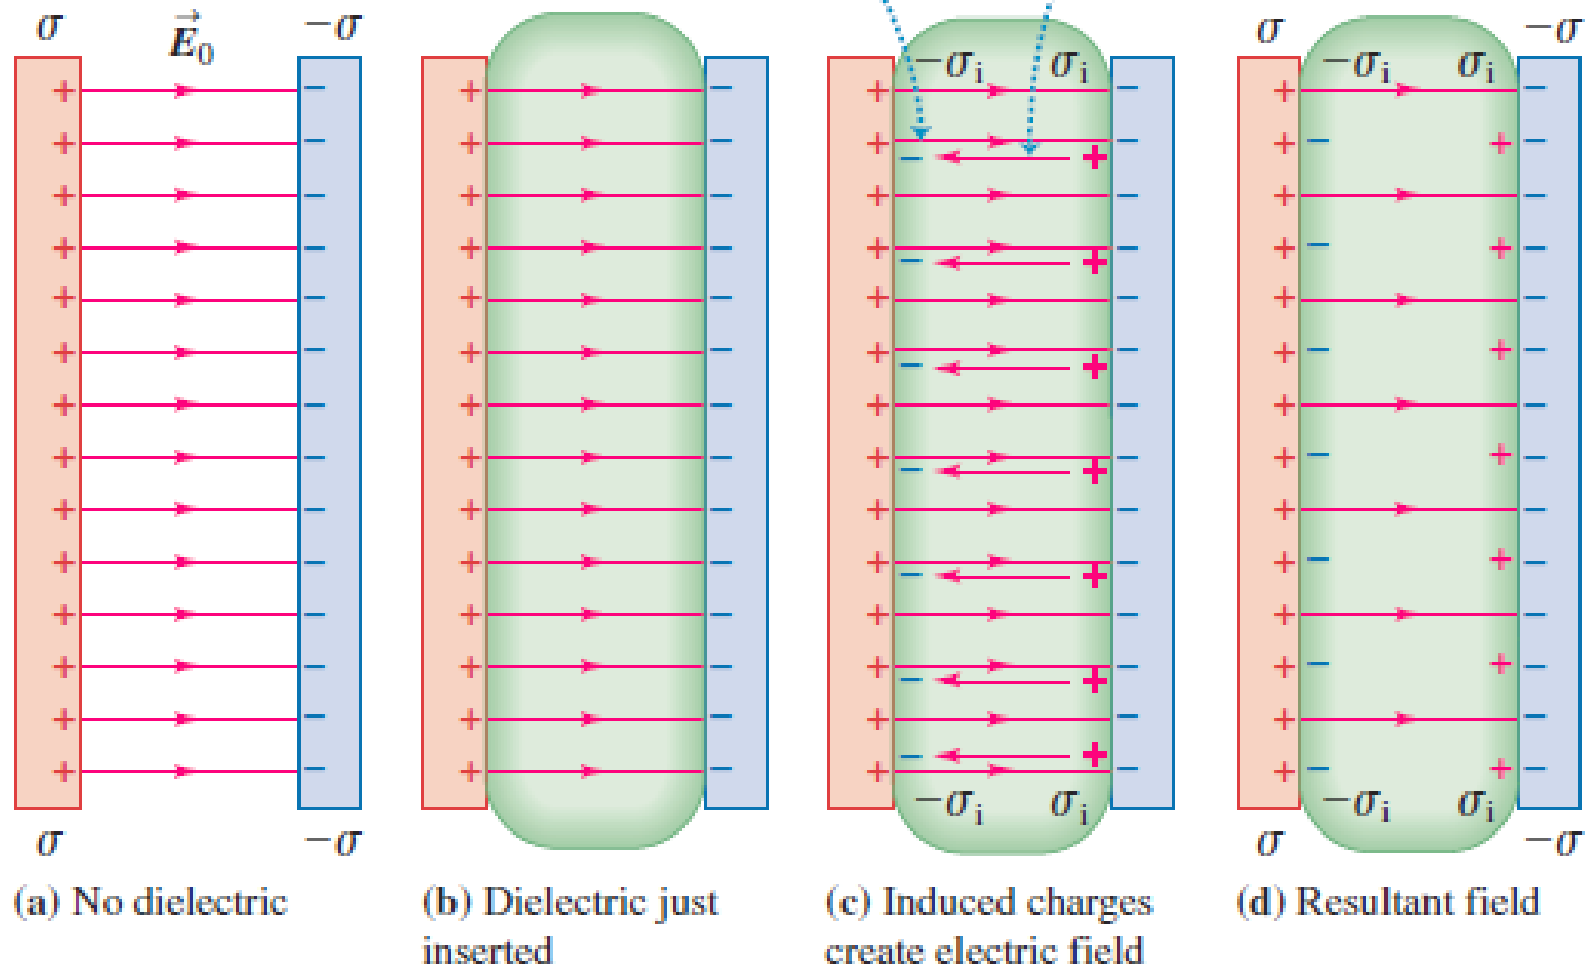 σ E⃗₀ −σ
−σᵢ σᵢ
σ −σᵢ σᵢ −σ
−σᵢ σᵢ
σ −σ
σ −σᵢ σᵢ −σ
(a) No dielectric
(b) Dielectric just
inserted
(c) Induced charges
create electric field
(d) Resultant field